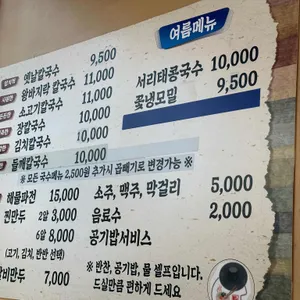 옛날칼국수 9,500
왕바지락 칼국수 11,000
소고기칼국수 11,000
장칼국수 10,000
김치칼국수 10,000
들깨칼국수 10,000
※ 모든 국수메뉴 2,500원 추가시 곱빼기로 변경가능 ※
해물파전 15,000
찐만두 2알 3,000
6알 8,000
(고기, 김치, 반반 선택)
만두 7,000
여름메뉴
서리태콩국수 10,000
꽃냉모밀 9,500
소주, 맥주, 막걸리 5,000
음료수 2,000
공기밥서비스
※ 반찬, 공기밥, 물 셀프입니다.
드실만큼 편하게 드세요